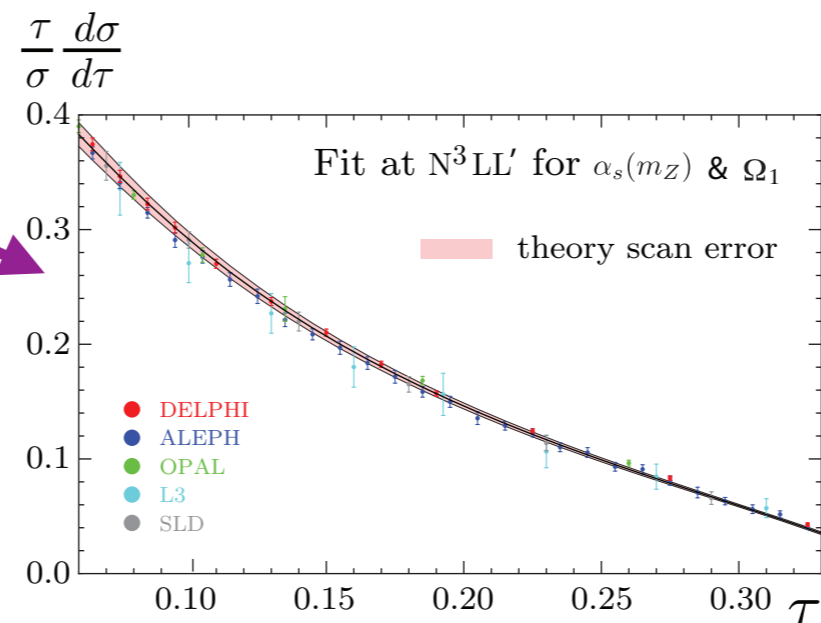 τ/σ dσ/dτ
0.4
Fit at N³LL′ for αₛ(m_Z) & Ω₁
theory scan error
0.3
0.2
DELPHI
ALEPH
OPAL
L3
SLD
0.1
0.0
0.10 0.15 0.20 0.25 0.30 τ